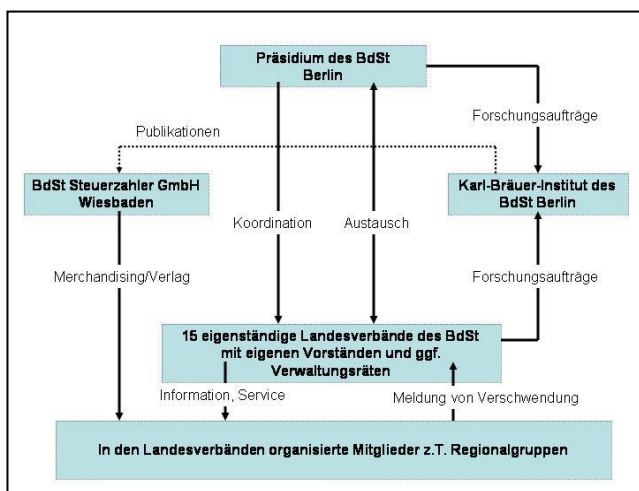 Präsidium des BdSt
Berlin
Publikationen
Forschungsaufträge
BdSt Steuerzahler GmbH
Wiesbaden
Karl-Bräuer-Institut des
BdSt Berlin
Koordination
Austausch
Merchandising/Verlag
Forschungsaufträge
15 eigenständige Landesverbände des BdSt
mit eigenen Vorständen und ggf.
Verwaltungsräten
Information, Service
Meldung von Verschwendung
In den Landesverbänden organisierte Mitglieder z.T. Regionalgruppen